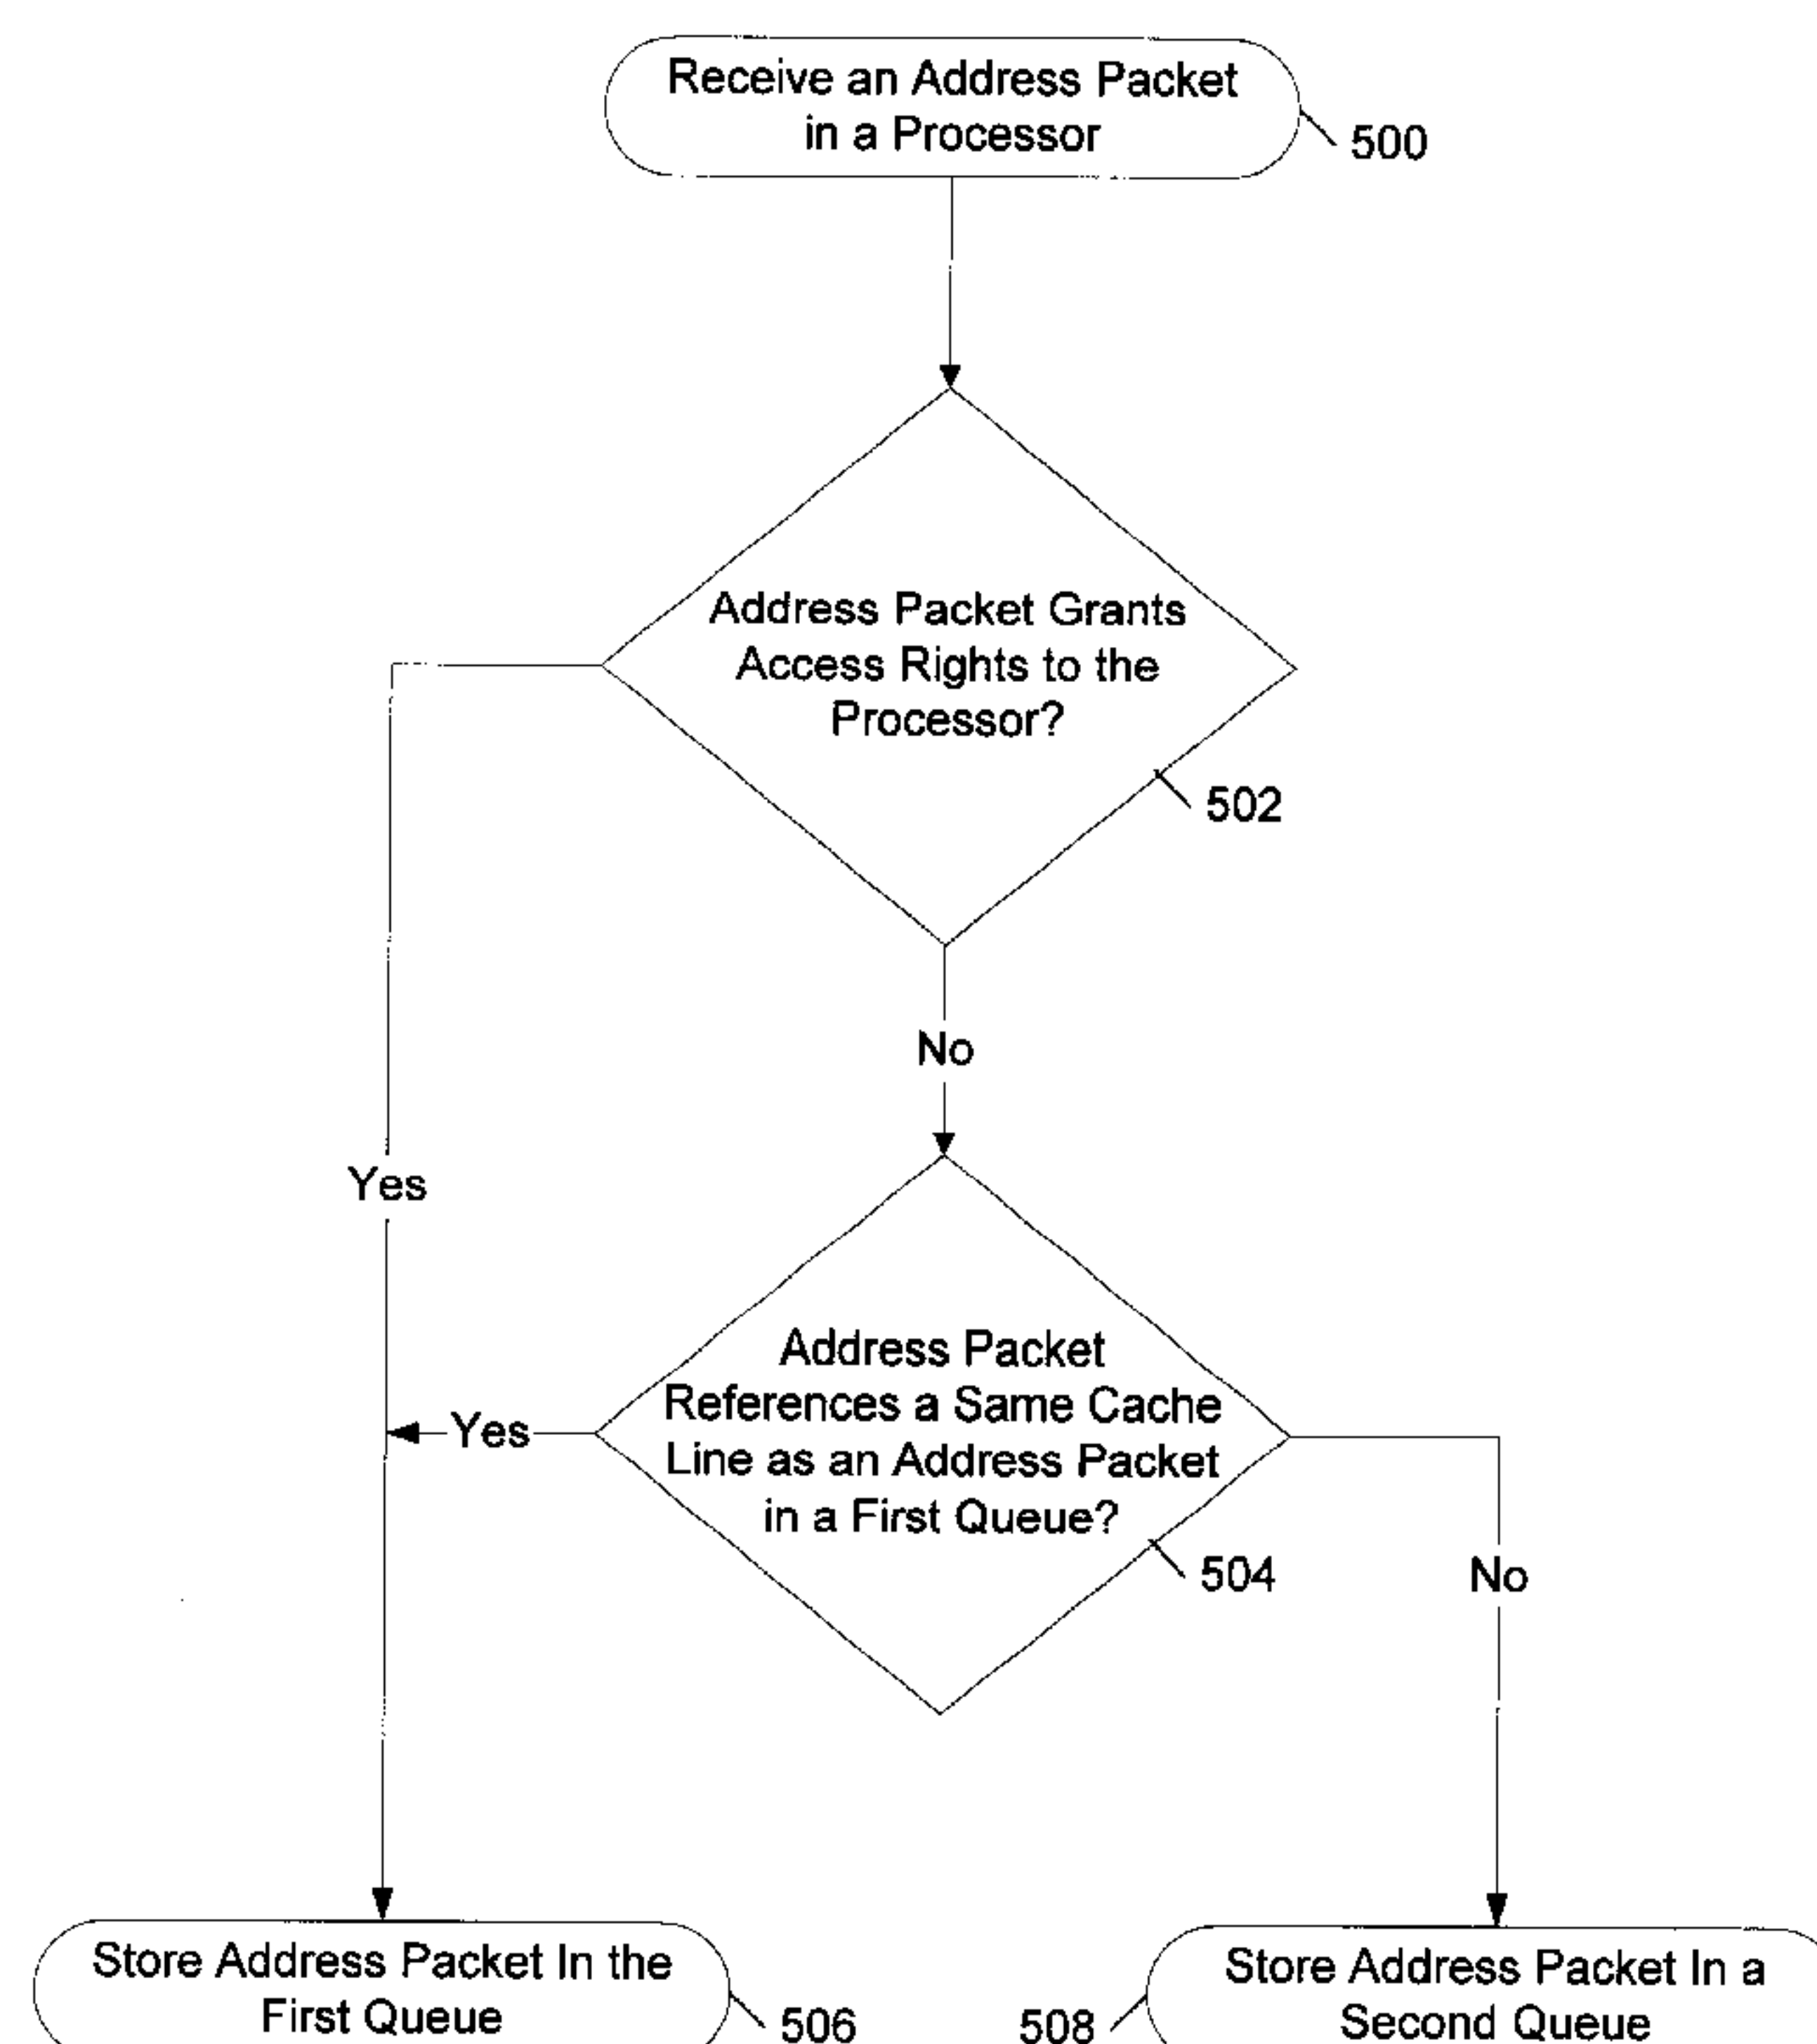 Receive an Address Packet
in a Processor
500
Address Packet Grants
Access Rights to the
Processor?
502
No
Yes
Address Packet
References a Same Cache
Line as an Address Packet
in a First Queue?
Yes
504
No
Store Address Packet In the
First Queue
506
508
Store Address Packet In a
Second Queue